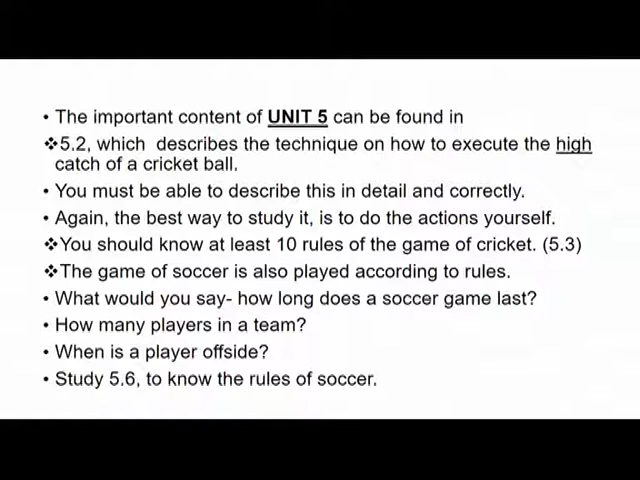 • The important content of UNIT 5 can be found in
❖5.2, which  describes the technique on how to execute the high
catch of a cricket ball.
• You must be able to describe this in detail and correctly.
• Again, the best way to study it, is to do the actions yourself.
❖You should know at least 10 rules of the game of cricket. (5.3)
❖The game of soccer is also played according to rules.
• What would you say- how long does a soccer game last?
• How many players in a team?
• When is a player offside?
• Study 5.6, to know the rules of soccer.